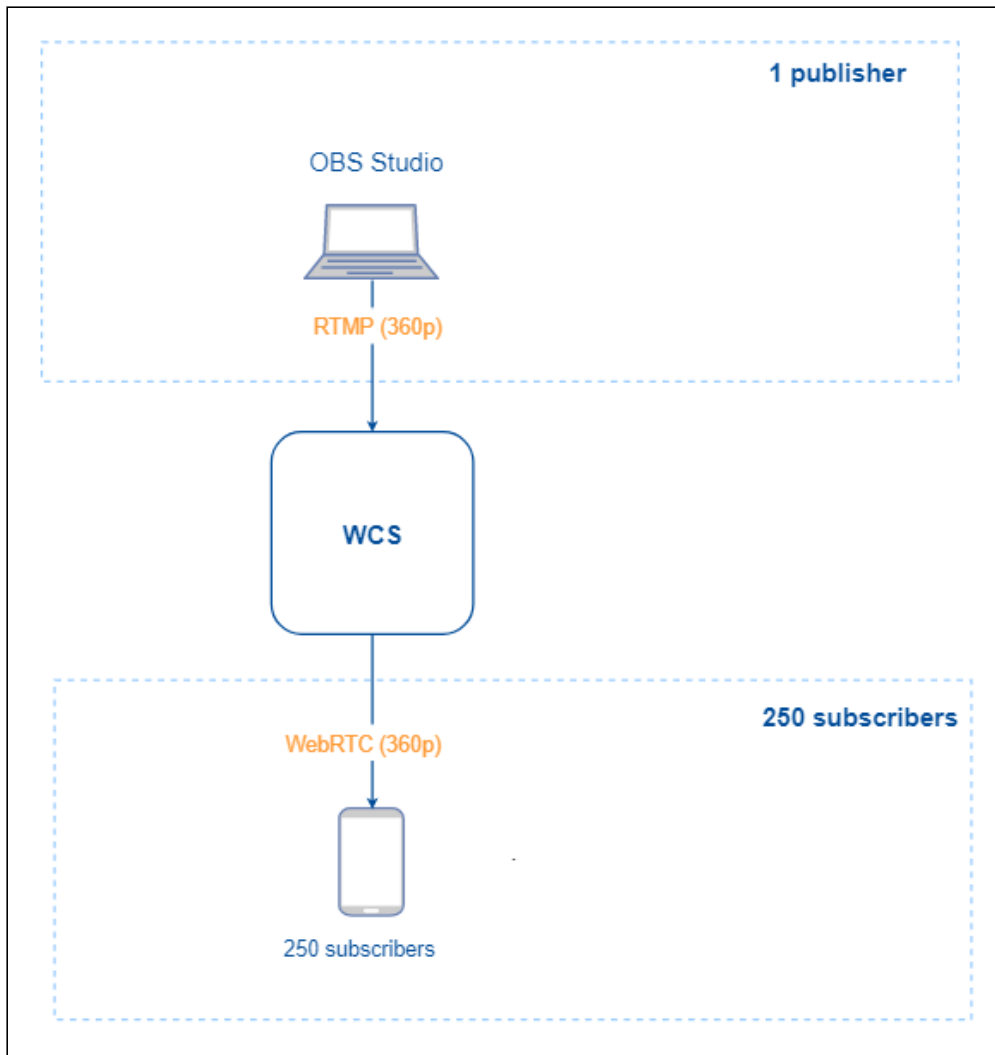 1 publisher
OBS Studio
RTMP (360p)
WCS
250 subscribers
WebRTC (360p)
250 subscribers